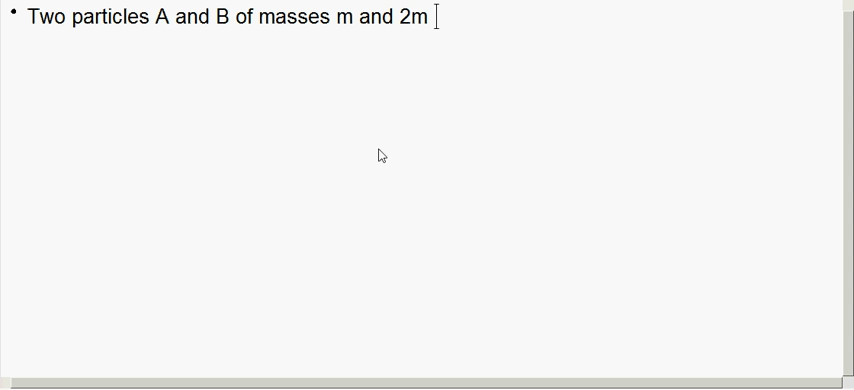 • Two particles A and B of masses m and 2m